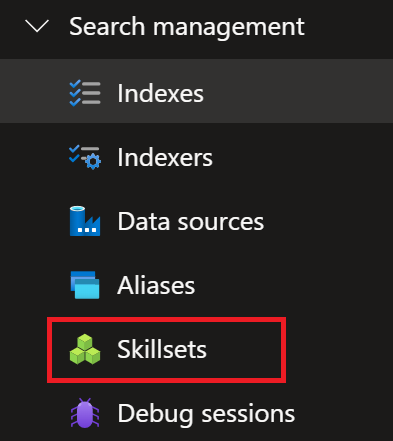 Search management
Indexes
Indexers
Data sources
Aliases
Skillsets
Debug sessions